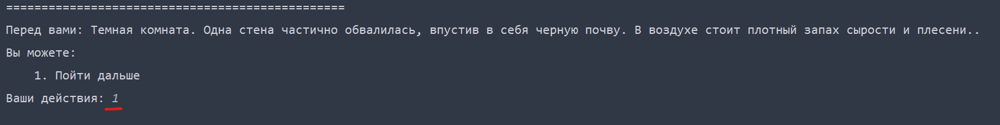 ================================================
Перед вами: Темная комната. Одна стена частично обвалилась, впустив в себя черную почву. В воздухе стоит плотный запах сырости и плесени..
Вы можете:
1. Пойти дальше
Ваши действия: 1